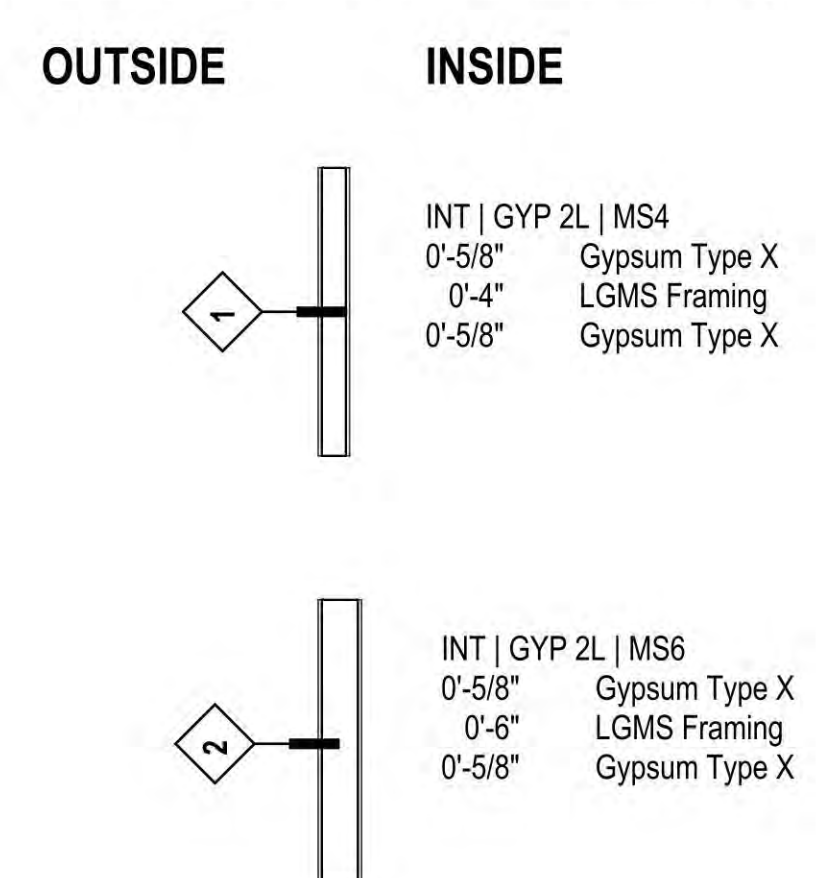 OUTSIDE INSIDE
INT | GYP 2L | MS4
0'-5/8" Gypsum Type X
0'-4" LGMS Framing
0'-5/8" Gypsum Type X
1
INT | GYP 2L | MS6
0'-5/8" Gypsum Type X
0'-6" LGMS Framing
0'-5/8" Gypsum Type X
2